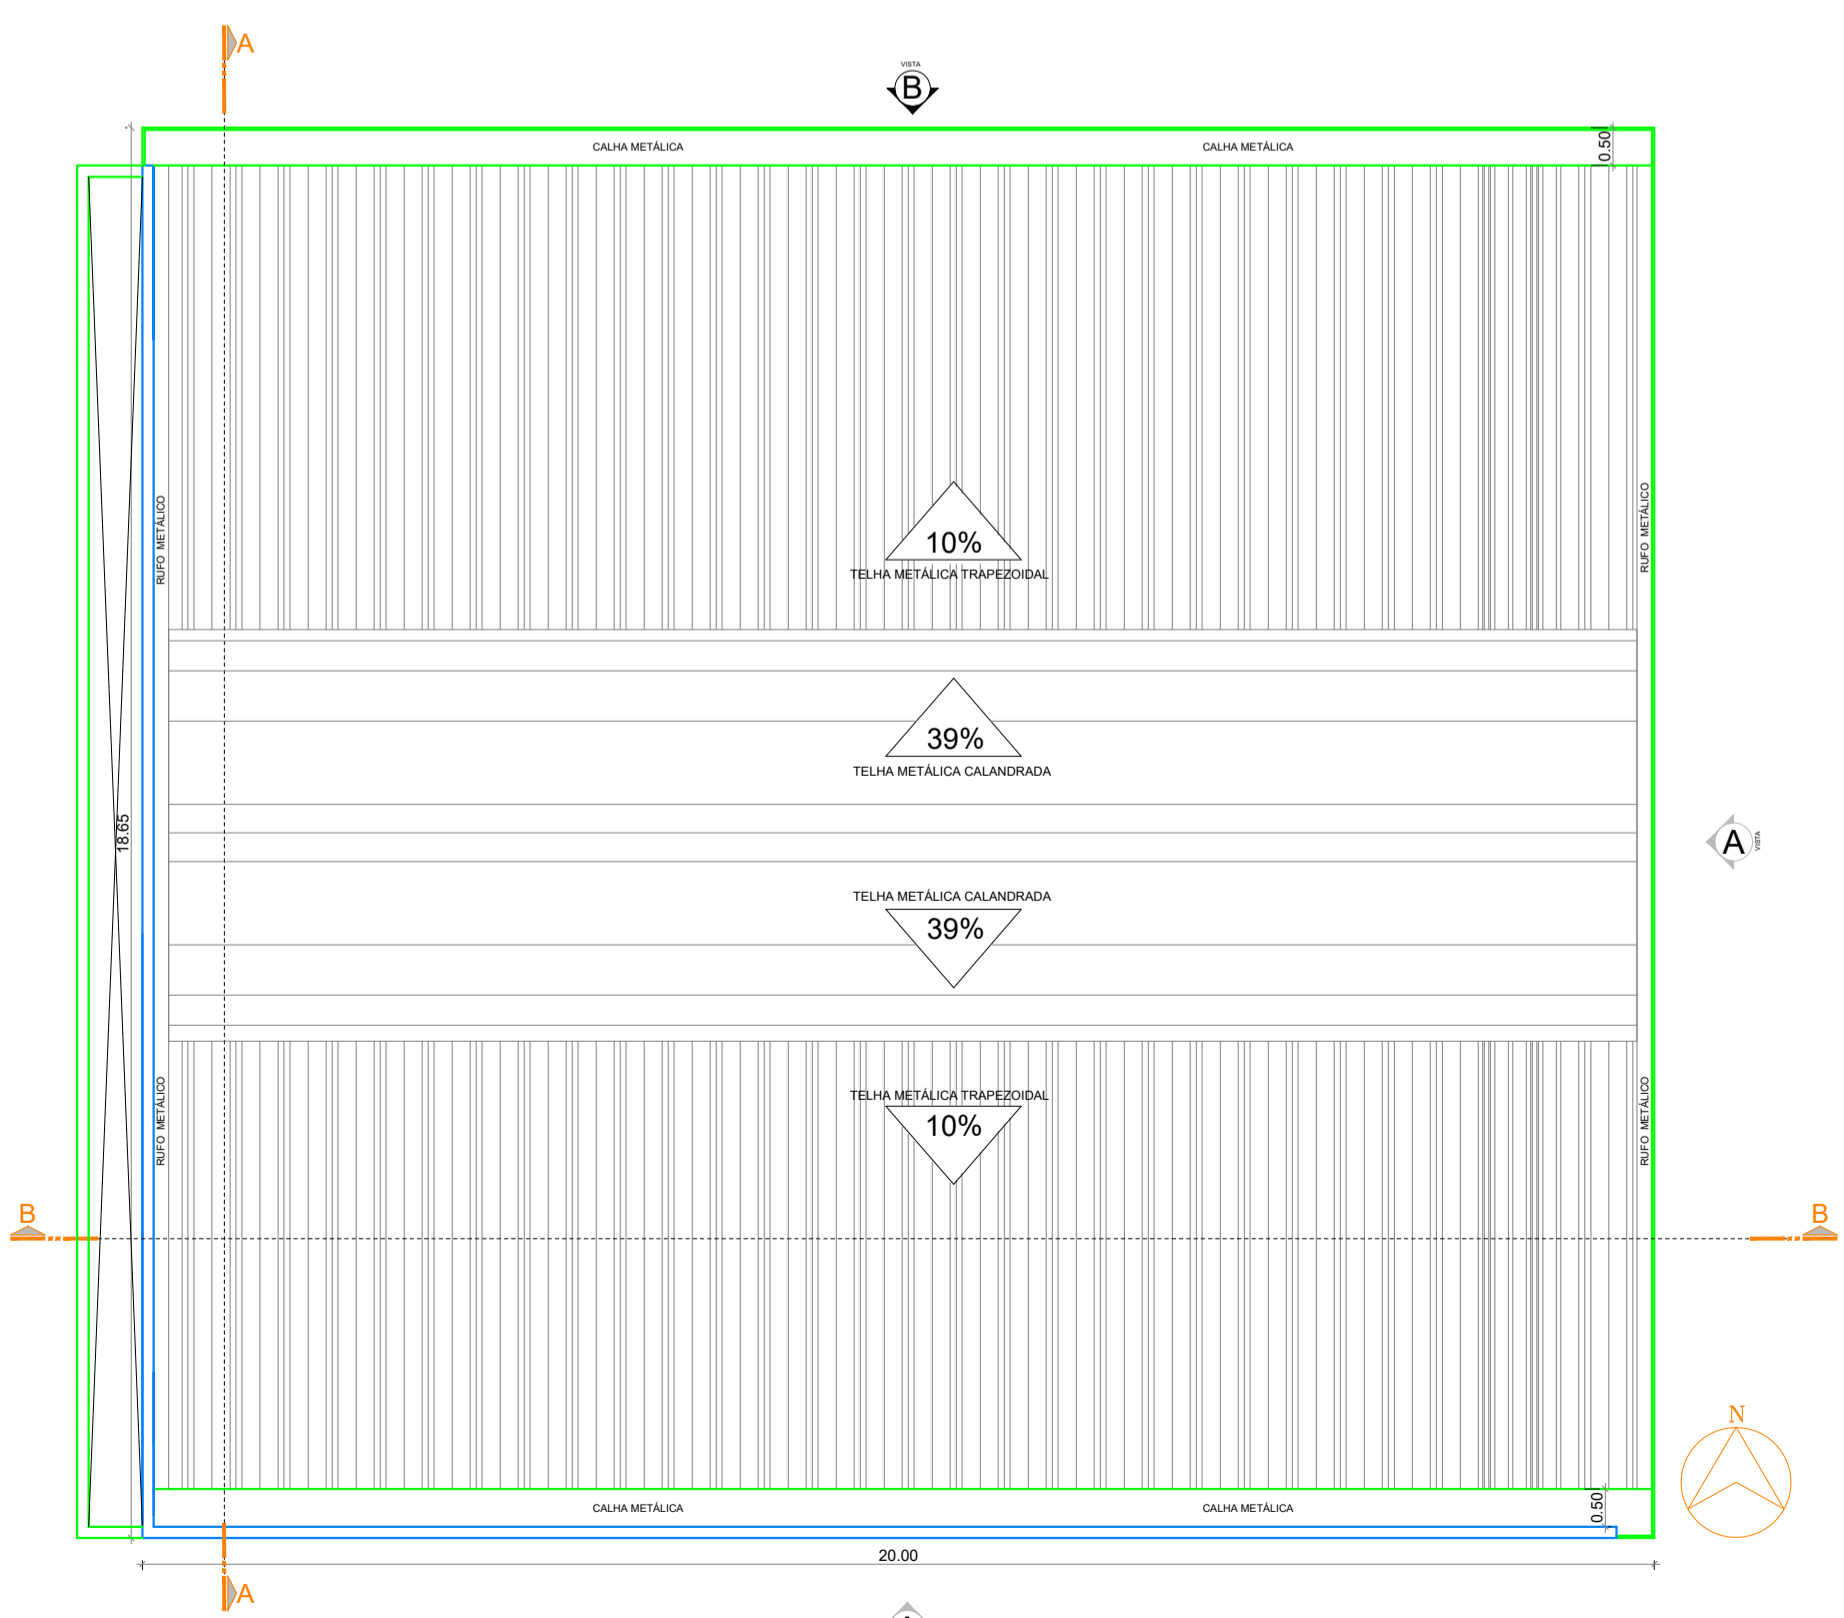 A
VISTA
B
CALHA METÁLICA
CALHA METÁLICA
0.50
RUFO METÁLICO
RUFO METÁLICO
10%
TELHA METÁLICA TRAPEZOIDAL
39%
TELHA METÁLICA CALANDRADA
18.65
A
VISTA
TELHA METÁLICA CALANDRADA
39%
RUFO METÁLICO
RUFO METÁLICO
TELHA METÁLICA TRAPEZOIDAL
10%
B
B
N
CALHA METÁLICA
CALHA METÁLICA
0.50
20.00
A